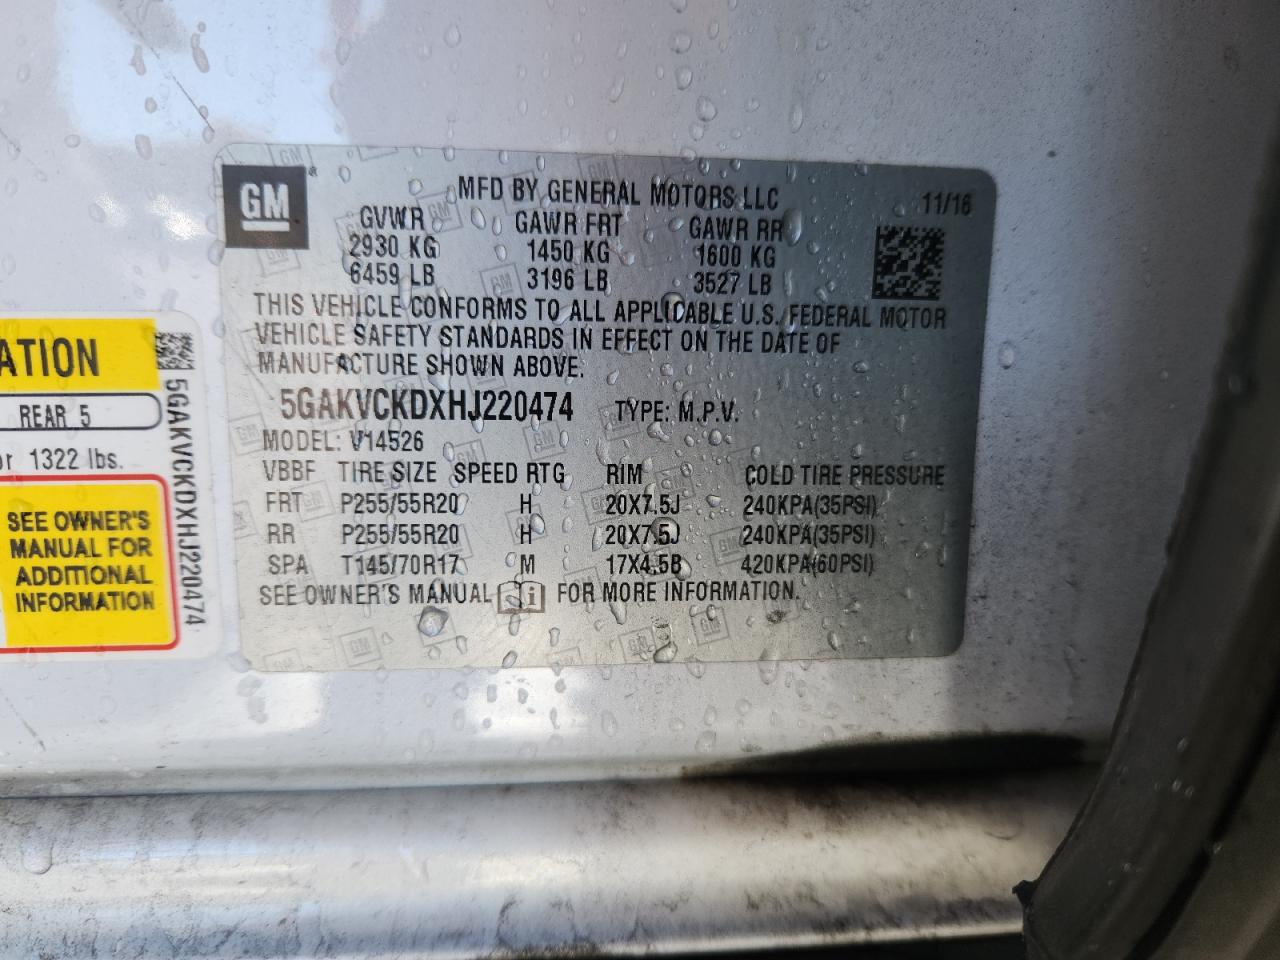 GM
MFD BY GENERAL MOTORS LLC 11/16
GVWR GAWR FRT GAWR RR
2930 KG 1450 KG 1600 KG
6459 LB 3196 LB 3527 LB
THIS VEHICLE CONFORMS TO ALL APPLICABLE U.S. FEDERAL MOTOR
VEHICLE SAFETY STANDARDS IN EFFECT ON THE DATE OF
MANUFACTURE SHOWN ABOVE.
5GAKVCKDXHJ220474 TYPE: M.P.V.
MODEL: V14526
VBBF TIRE SIZE SPEED RTG RIM COLD TIRE PRESSURE
FRT P255/55R20 H 20X7.5J 240KPA(35PSI)
RR P255/55R20 H 20X7.5J 240KPA(35PSI)
SPA T145/70R17 M 17X4.5B 420KPA(60PSI)
SEE OWNER'S MANUAL i FOR MORE INFORMATION.
ATION
REAR 5
or 1322 lbs.
SEE OWNER'S
MANUAL FOR
ADDITIONAL
INFORMATION
5GAKVCKDXHJ220474